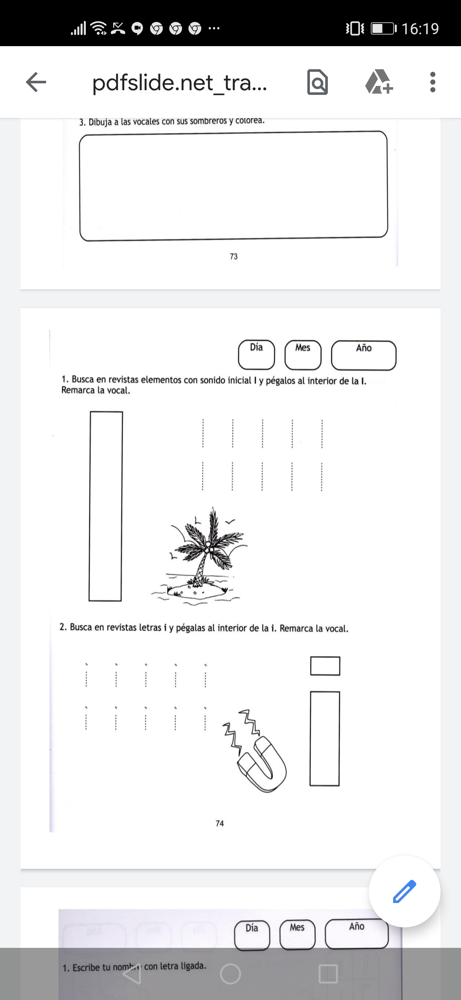 16:19
pdfslide.net_tra...
3. Dibuja a las vocales con sus sombreros y colorea.
73
Día Mes Año
1. Busca en revistas elementos con sonido inicial I y pégalos al interior de la I.
Remarca la vocal.
2. Busca en revistas letras i y pégalas al interior de la i. Remarca la vocal.
74
Día Mes Año
1. Escribe tu nombre con letra ligada.